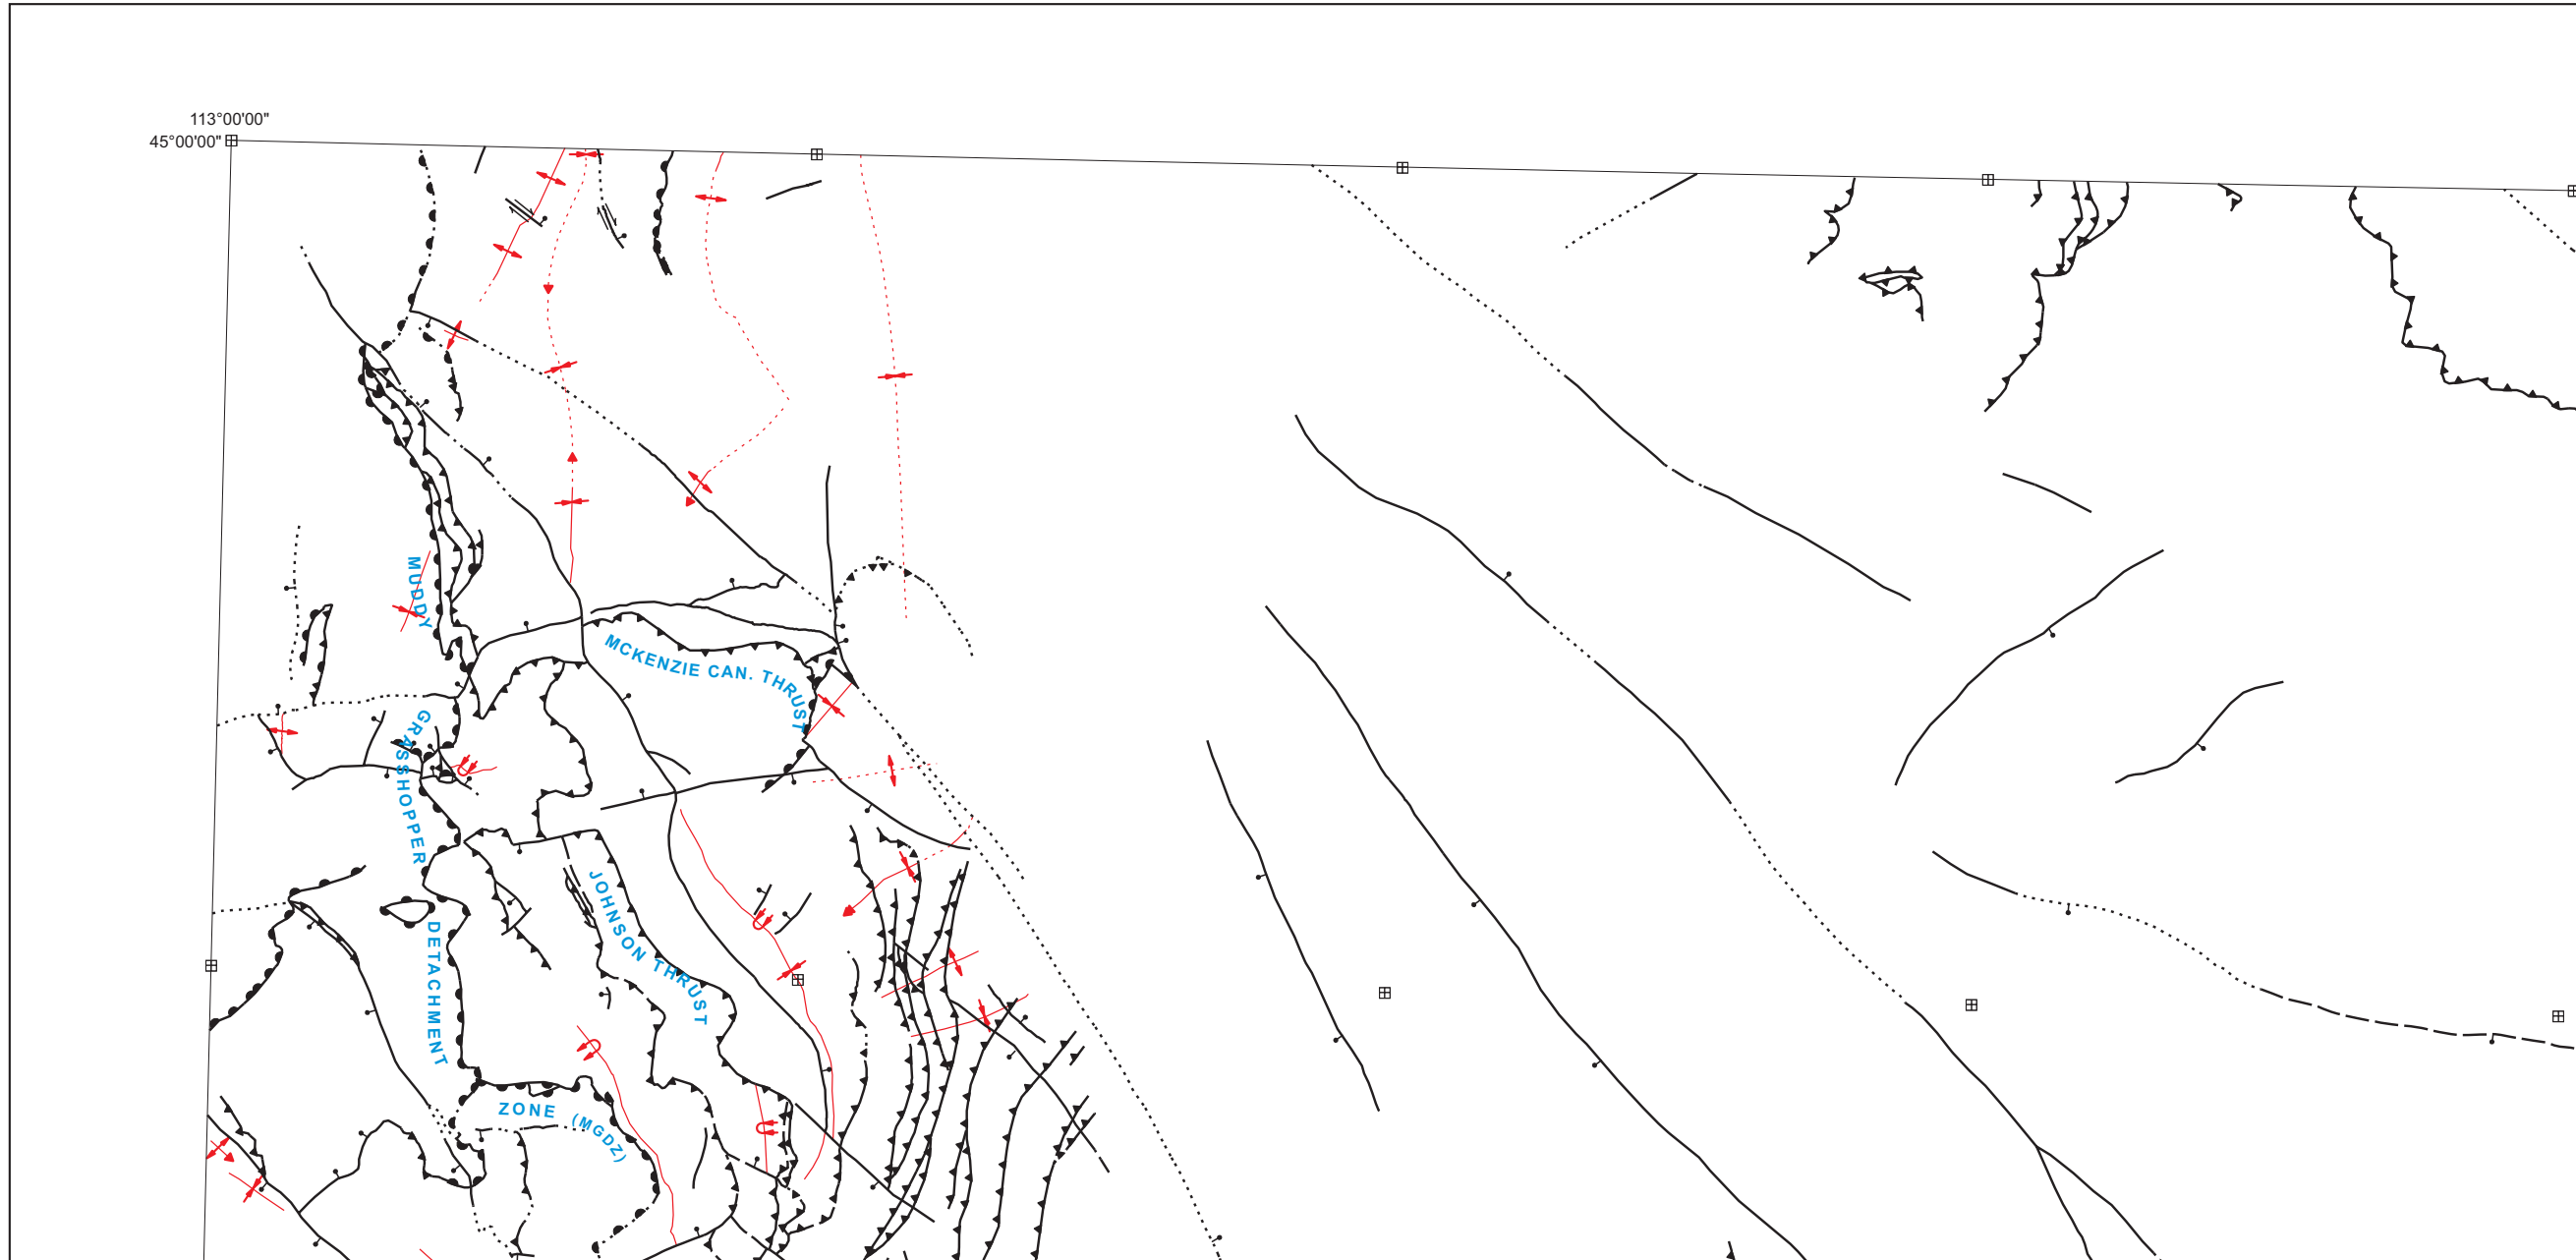 113°00'00"
45°00'00"
MUDDY
MCKENZIE CAN. THRUST
GRASSHOPPER
JOHNSON THRUST
DETACHMENT
ZONE (MGDZ)